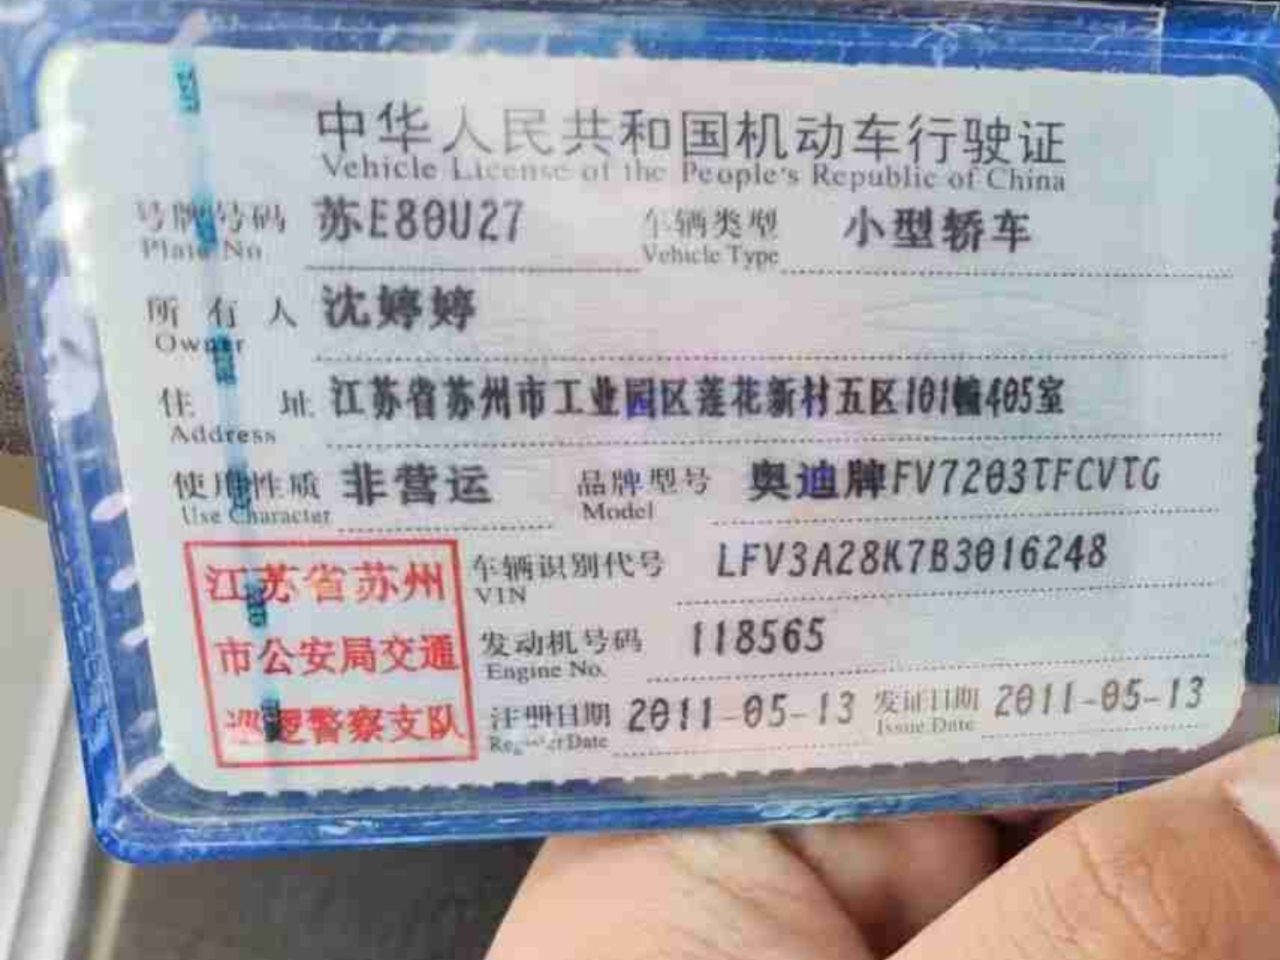 中华人民共和国机动车行驶证
Vehicle License of the People's Republic of China
号牌号码 苏E80U27 车辆类型 小型轿车
Plate No. Vehicle Type
所有人 沈婷婷
Owner
住址 江苏省苏州市工业园区莲花新村五区101幢405室
Address
使用性质 非营运 品牌型号 奥迪牌FV7203TFCVTG
Use Character Model
江苏省苏州
市公安局交通
巡逻警察支队
车辆识别代号 LFV3A28K7B3016248
VIN
发动机号码 118565
Engine No.
注册日期 2011-05-13 发证日期 2011-05-13
Register Date Issue Date